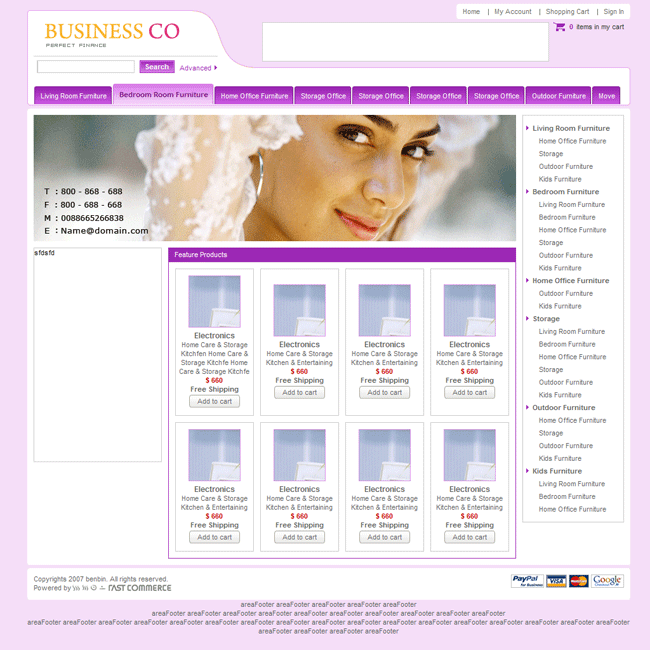 Home | My Account | Shopping Cart | Sign In
BUSINESS CO
PERFECT FINANCE
0 items in my cart
Search Advanced
Living Room Furniture Bedroom Room Furniture Home Office Furniture Storage Office Storage Office Storage Office Storage Office Outdoor Furniture Move
T : 800 - 868 - 688
F : 800 - 688 - 668
M : 0088665266838
E : Name@domain.com
sfdsfd
Feature Products
Electronics
Home Care & Storage
Kitchfen Home Care &
Storage Kitchfe Home
Care & Storage Kitchfe
$ 660
Free Shipping
Add to cart
Electronics
Home Care & Storage
Kitchen & Entertaining
$ 660
Free Shipping
Add to cart
Electronics
Home Care & Storage
Kitchen & Entertaining
$ 660
Free Shipping
Add to cart
Electronics
Home Care & Storage
Kitchen & Entertaining
$ 660
Free Shipping
Add to cart
Electronics
Home Care & Storage
Kitchen & Entertaining
$ 660
Free Shipping
Add to cart
Electronics
Home Care & Storage
Kitchen & Entertaining
$ 660
Free Shipping
Add to cart
Electronics
Home Care & Storage
Kitchen & Entertaining
$ 660
Free Shipping
Add to cart
Electronics
Home Care & Storage
Kitchen & Entertaining
$ 660
Free Shipping
Add to cart
Living Room Furniture
Home Office Furniture
Storage
Outdoor Furniture
Kids Furniture
Bedroom Furniture
Living Room Furniture
Bedroom Furniture
Home Office Furniture
Storage
Outdoor Furniture
Kids Furniture
Home Office Furniture
Outdoor Furniture
Kids Furniture
Storage
Living Room Furniture
Bedroom Furniture
Home Office Furniture
Storage
Outdoor Furniture
Kids Furniture
Outdoor Furniture
Home Office Furniture
Storage
Outdoor Furniture
Kids Furniture
Kids Furniture
Living Room Furniture
Bedroom Furniture
Home Office Furniture
Copyrights 2007 benbin. All rights reserved.
Powered by FAST COMMERCE
PayPal VISA Google
areaFooter areaFooter areaFooter areaFooter areaFooter
areaFooter areaFooter areaFooter areaFooter areaFooter areaFooter areaFooter areaFooter areaFooter areaFooter
areaFooter areaFooter areaFooter areaFooter areaFooter areaFooter areaFooter areaFooter areaFooter areaFooter areaFooter areaFooter areaFooter areaFooter areaFooter areaFooter areaFooter
areaFooter areaFooter areaFooter areaFooter